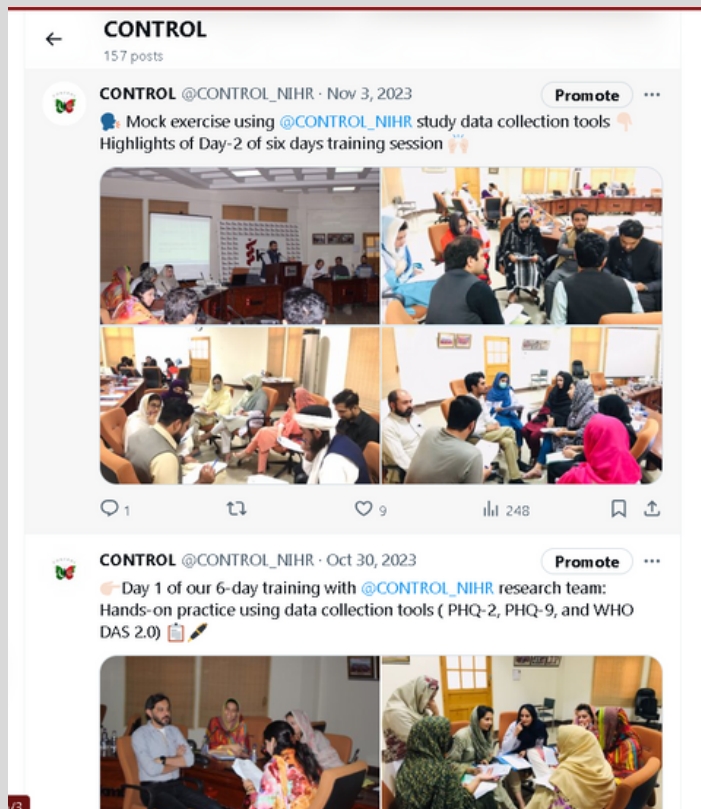 CONTROL
157 posts
CONTROL @CONTROL_NIHR · Nov 3, 2023
Promote
Mock exercise using @CONTROL_NIHR study data collection tools
Highlights of Day-2 of six days training session
1
9
248
CONTROL @CONTROL_NIHR · Oct 30, 2023
Promote
Day 1 of our 6-day training with @CONTROL_NIHR research team:
Hands-on practice using data collection tools ( PHQ-2, PHQ-9, and WHO
DAS 2.0)
/3